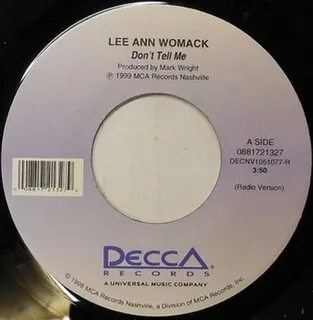 LEE ANN WOMACK
Don't Tell Me
Produced by Mark Wright
℗ 1999 MCA Records Nashville
A SIDE
0881721327
DECNV1051077-R
3:50
(Radio Version)
DECCA
RECORDS
A UNIVERSAL MUSIC COMPANY
© 1998 MCA Records Nashville, a Division of MCA Records, Inc.